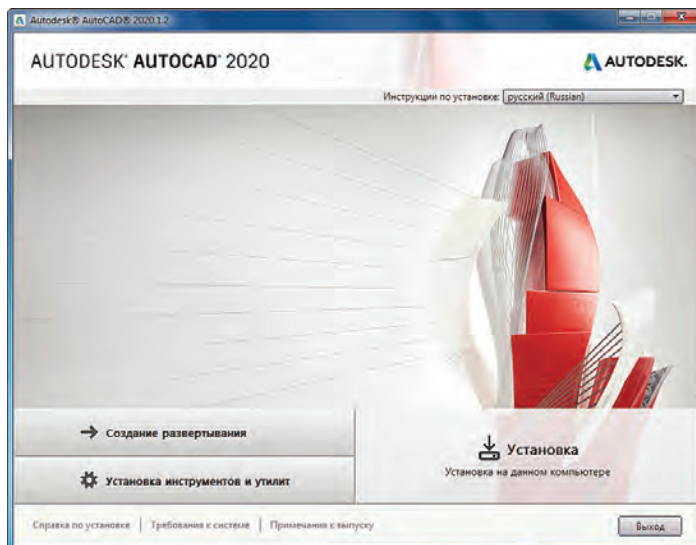 Autodesk® AutoCAD® 2020.1.2
AUTODESK® AUTOCAD® 2020
AUTODESK.
Инструкции по установке: русский (Russian)
Создание развертывания
Установка инструментов и утилит
Установка
Установка на данном компьютере
Справка по установке | Требования к системе | Примечания к выпуску
Выход